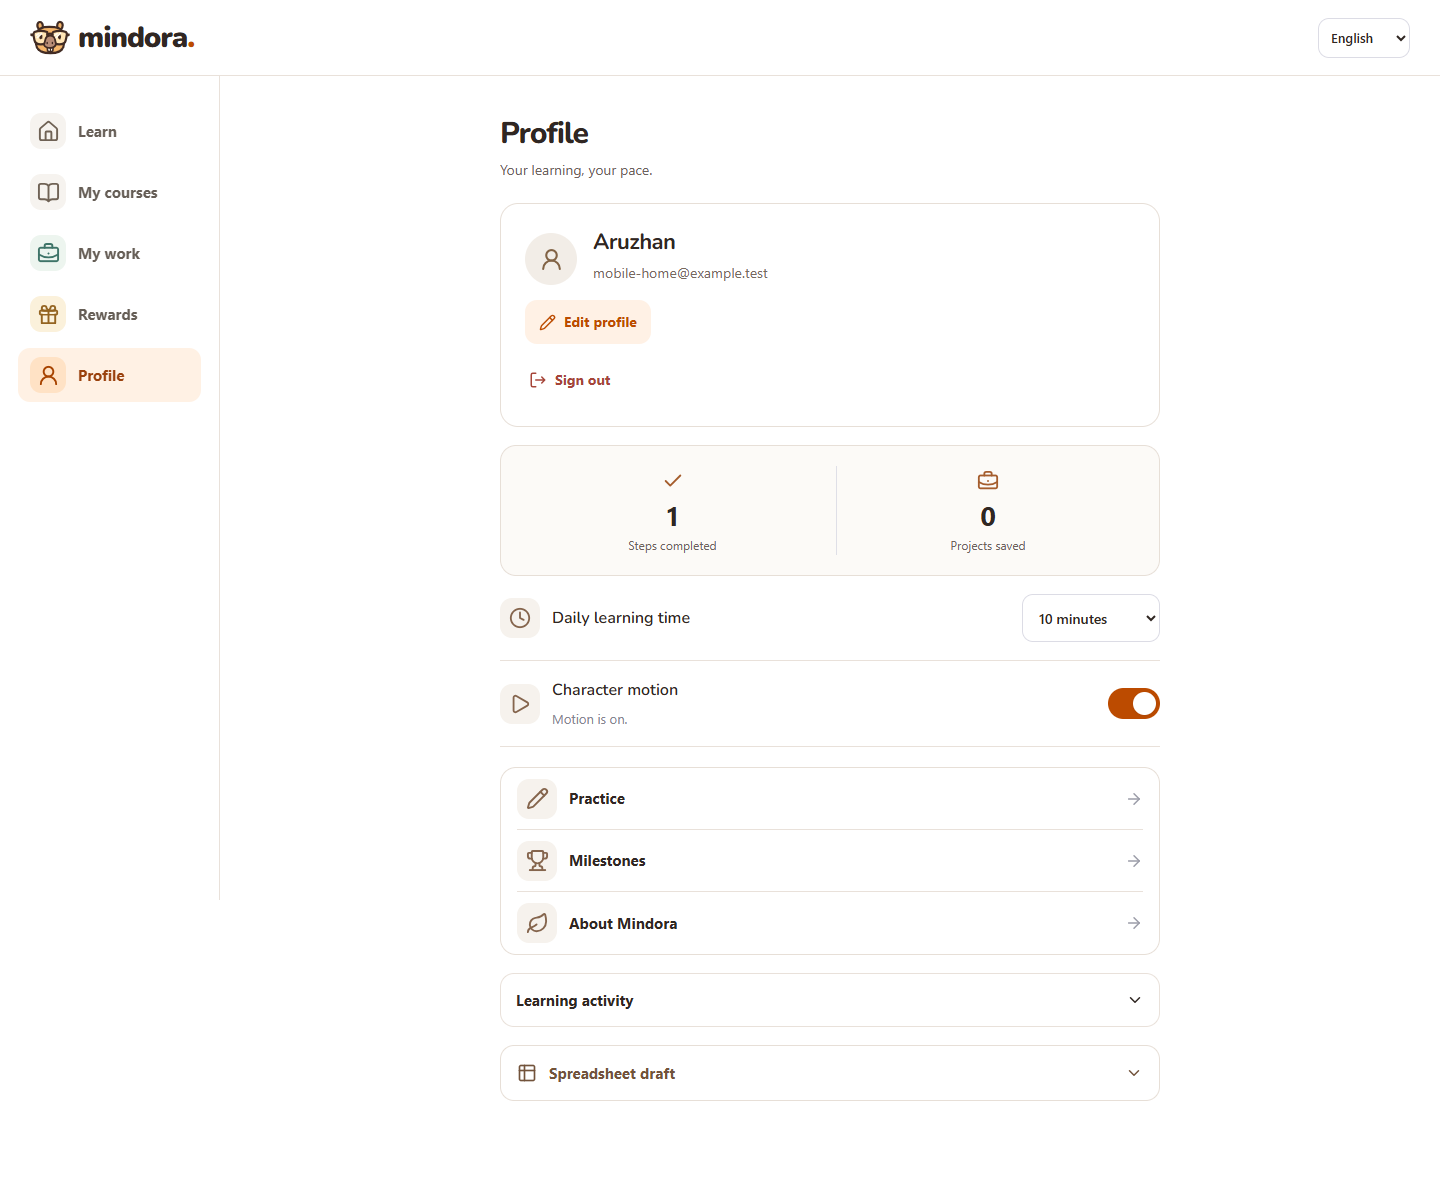 mindora.
English
Learn
My courses
My work
Rewards
Profile
Profile
Your learning, your pace.
Aruzhan
mobile-home@example.test
Edit profile
Sign out
1
Steps completed
0
Projects saved
Daily learning time
10 minutes
Character motion
Motion is on.
Practice
Milestones
About Mindora
Learning activity
Spreadsheet draft